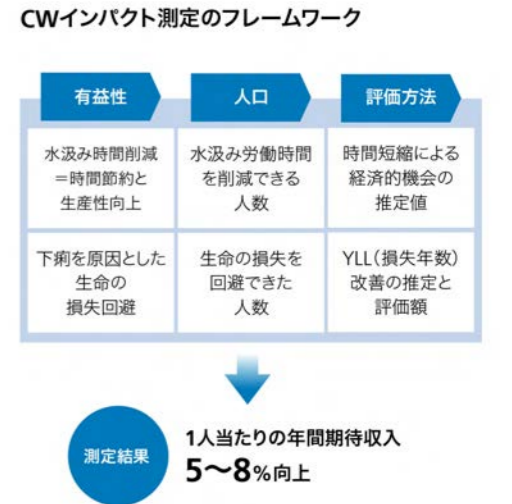 CWインパクト測定のフレームワーク
有益性
人口
評価方法
水汲み時間削減
＝時間節約と
生産性向上
水汲み労働時間
を削減できる
人数
時間短縮による
経済的機会の
推定値
下痢を原因とした
生命の
損失回避
生命の損失を
回避できた
人数
YLL（損失年数）
改善の推定と
評価額
測定結果
1人当たりの年間期待収入
5〜8%向上